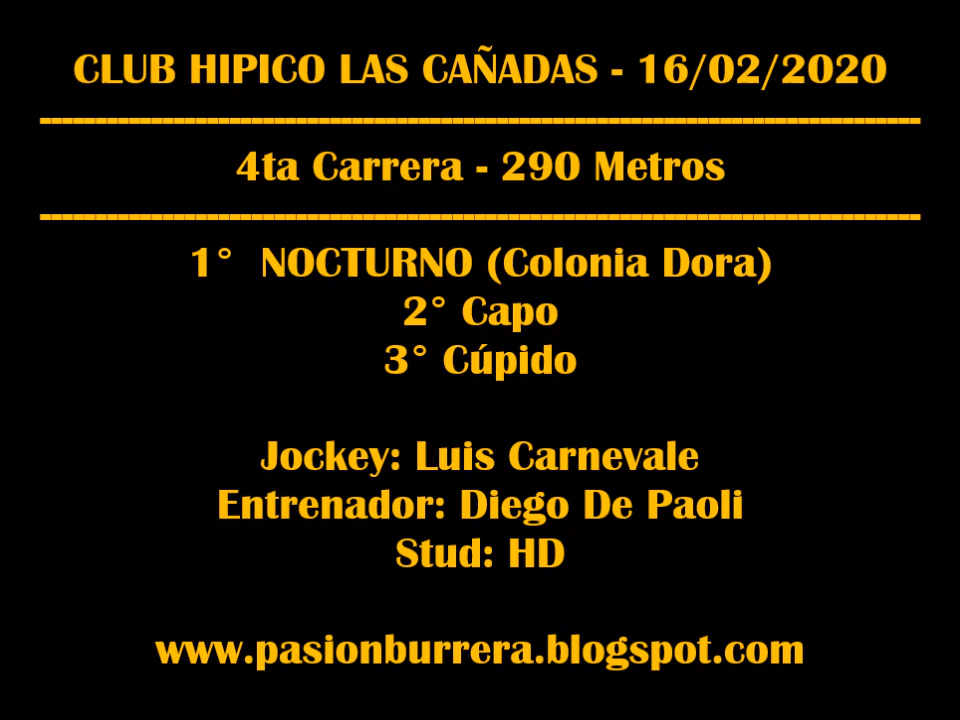 CLUB HIPICO LAS CAÑADAS - 16/02/2020
--------------------------------------------------------------------------------
4ta Carrera - 290 Metros
--------------------------------------------------------------------------------
1°  NOCTURNO (Colonia Dora)
2° Capo
3° Cúpido
Jockey: Luis Carnevale
Entrenador: Diego De Paoli
Stud: HD
www.pasionburrera.blogspot.com